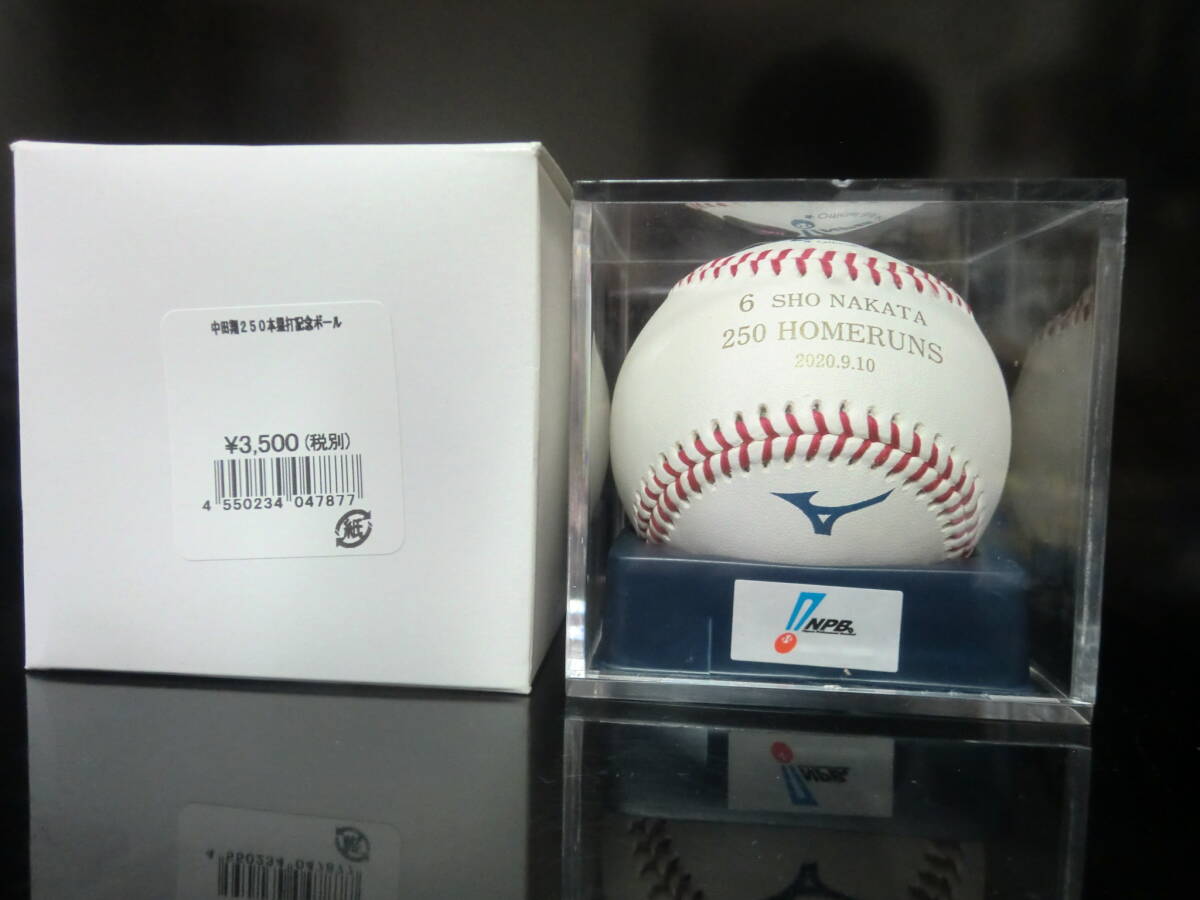 中田翔250本塁打記念ボール
¥3,500(税別)
4 550234 047877
紙
6 SHO NAKATA
250 HOMERUNS
2020.9.10
NPB